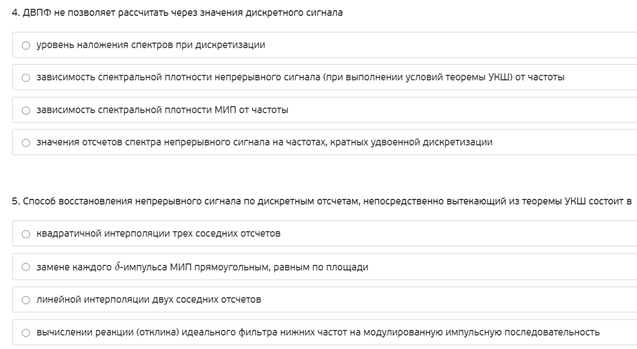 4. ДВПФ не позволяет рассчитать через значения дискретного сигнала
уровень наложения спектров при дискретизации
зависимость спектральной плотности непрерывного сигнала (при выполнении условий теоремы УКШ) от частоты
зависимость спектральной плотности МИП от частоты
значения отсчетов спектра непрерывного сигнала на частотах, кратных удвоенной дискретизации
5. Способ восстановления непрерывного сигнала по дискретным отсчетам, непосредственно вытекающий из теоремы УКШ состоит в
квадратичной интерполяции трех соседних отсчетов
замене каждого δ-импульса МИП прямоугольным, равным по площади
линейной интерполяции двух соседних отсчетов
вычислении реакции (отклика) идеального фильтра нижних частот на модулированную импульсную последовательность